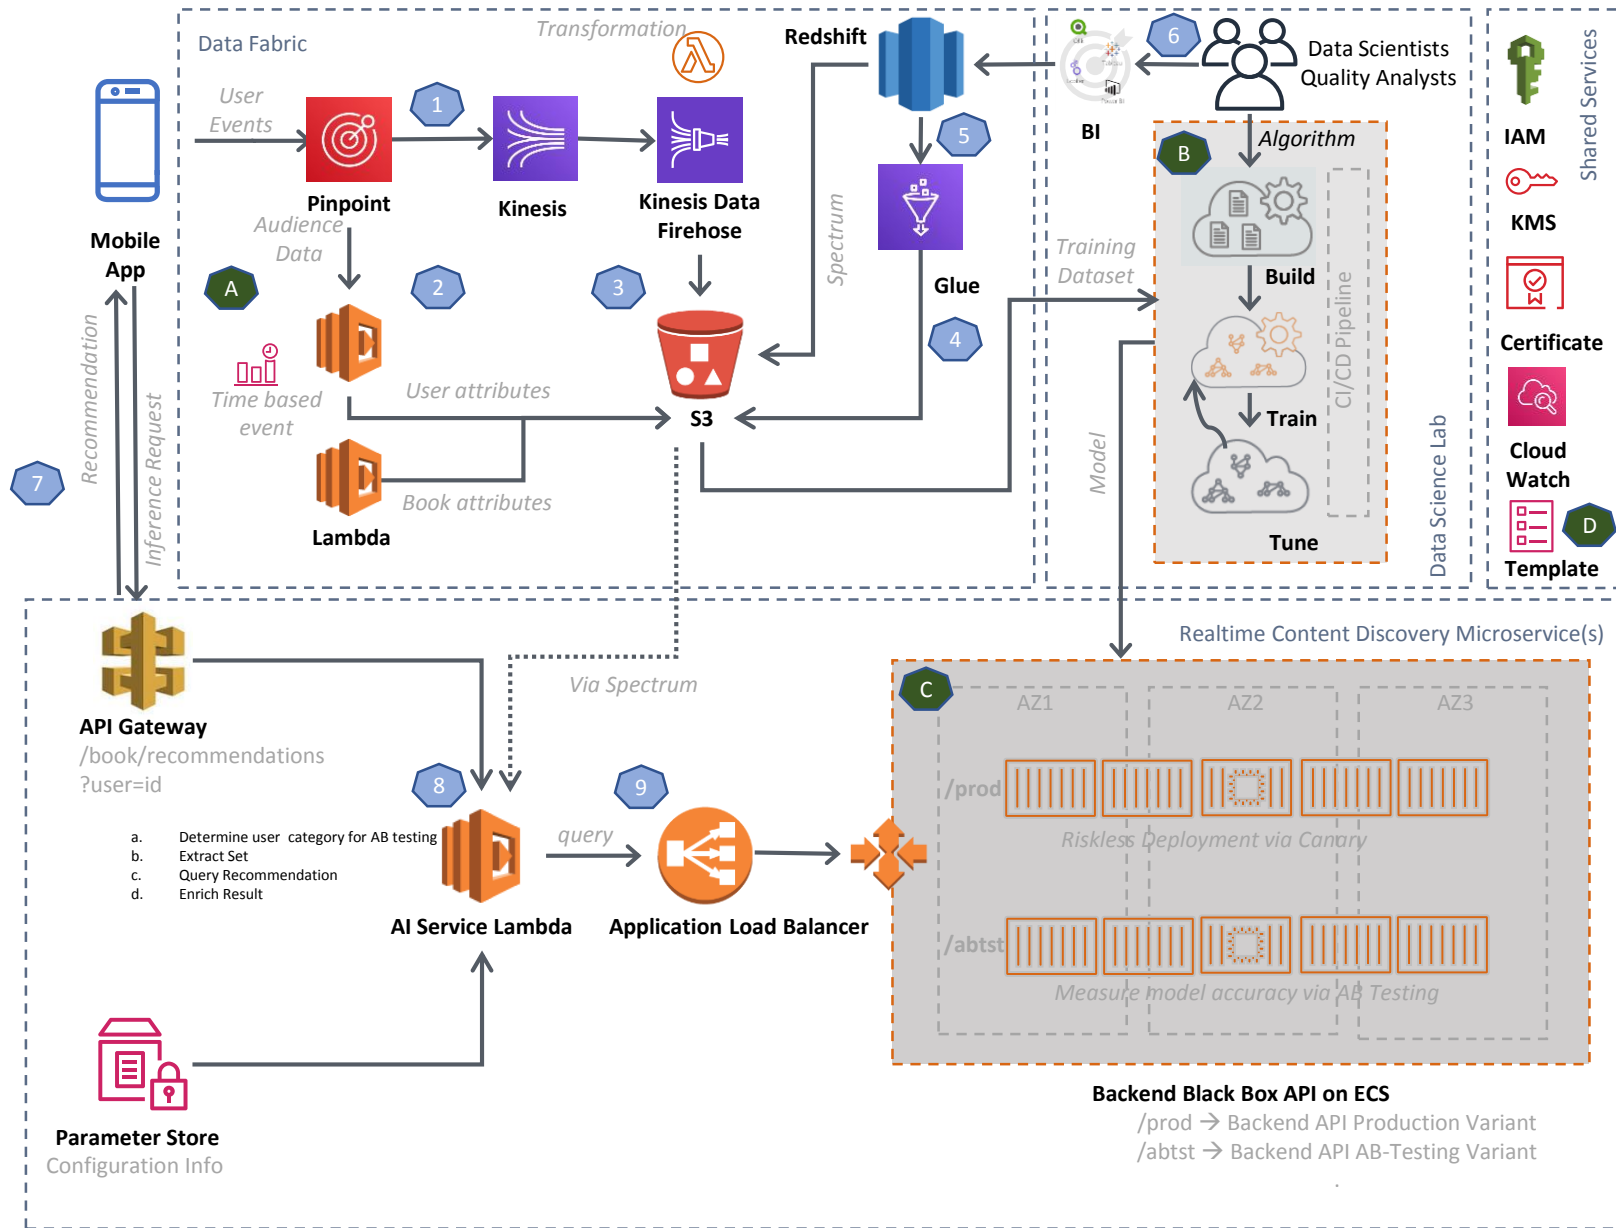 Data Fabric
Transformation
Redshift
6
Data Scientists
Quality Analysts
Shared Services
IAM
KMS
Certificate
Cloud
Watch
D
Template
User
Events
1
Pinpoint
Kinesis
Kinesis Data
Firehose
5
BI
Algorithm
B
Build
Train
Tune
CI/CD Pipeline
Data Science Lab
Mobile
App
Audience
Data
A
2
3
Spectrum
Glue
4
Training
Dataset
Time based
event
User attributes
S3
Book attributes
Lambda
Model
7
Recommendation
Inference Request
Realtime Content Discovery Microservice(s)
API Gateway
/book/recommendations
?user=id
Via Spectrum
8
9
a. Determine user category for AB testing
b. Extract Set
c. Query Recommendation
d. Enrich Result
query
AI Service Lambda
Application Load Balancer
C
AZ1
AZ2
AZ3
/prod
Riskless Deployment via Canary
/abtst
Measure model accuracy via AB Testing
Parameter Store
Configuration Info
Backend Black Box API on ECS
/prod → Backend API Production Variant
/abtst → Backend API AB-Testing Variant
.